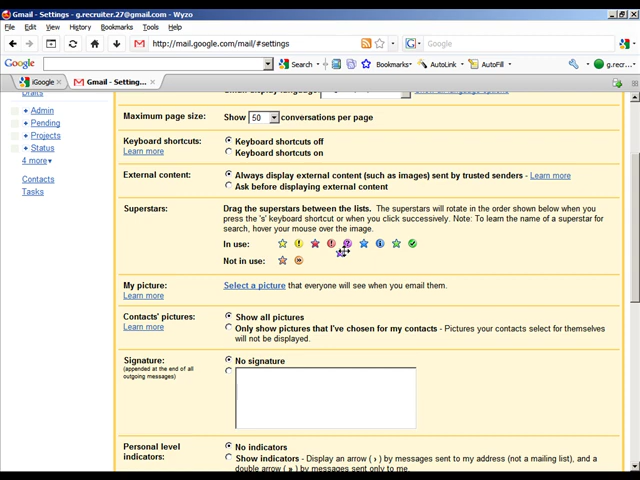 Gmail - Settings - g.recruiter.27@gmail.com - Wyzo
File Edit View History Bookmarks Tools Help
http://mail.google.com/mail/#settings
Google
Google Search Bookmarks AutoLink AutoFill g.recr...
iGoogle Gmail - Setting...
Drafts
Admin
Pending
Projects
Status
4 more▾
Contacts
Tasks
Maximum page size: Show 50 conversations per page
Keyboard shortcuts: Keyboard shortcuts off
Learn more Keyboard shortcuts on
External content: Always display external content (such as images) sent by trusted senders - Learn more
Ask before displaying external content
Superstars: Drag the superstars between the lists. The superstars will rotate in the order shown below when you
press the 's' keyboard shortcut or when you click successively. Note: To learn the name of a superstar for
search, hover your mouse over the image.
In use:
Not in use:
My picture: Select a picture that everyone will see when you email them.
Learn more
Contacts' pictures: Show all pictures
Learn more Only show pictures that I've chosen for my contacts - Pictures your contacts select for themselves
will not be displayed.
Signature: No signature
(appended at the end of all
outgoing messages)
Personal level No indicators
indicators: Show indicators - Display an arrow ( › ) by messages sent to my address (not a mailing list), and a
double arrow ( » ) by messages sent only to me.